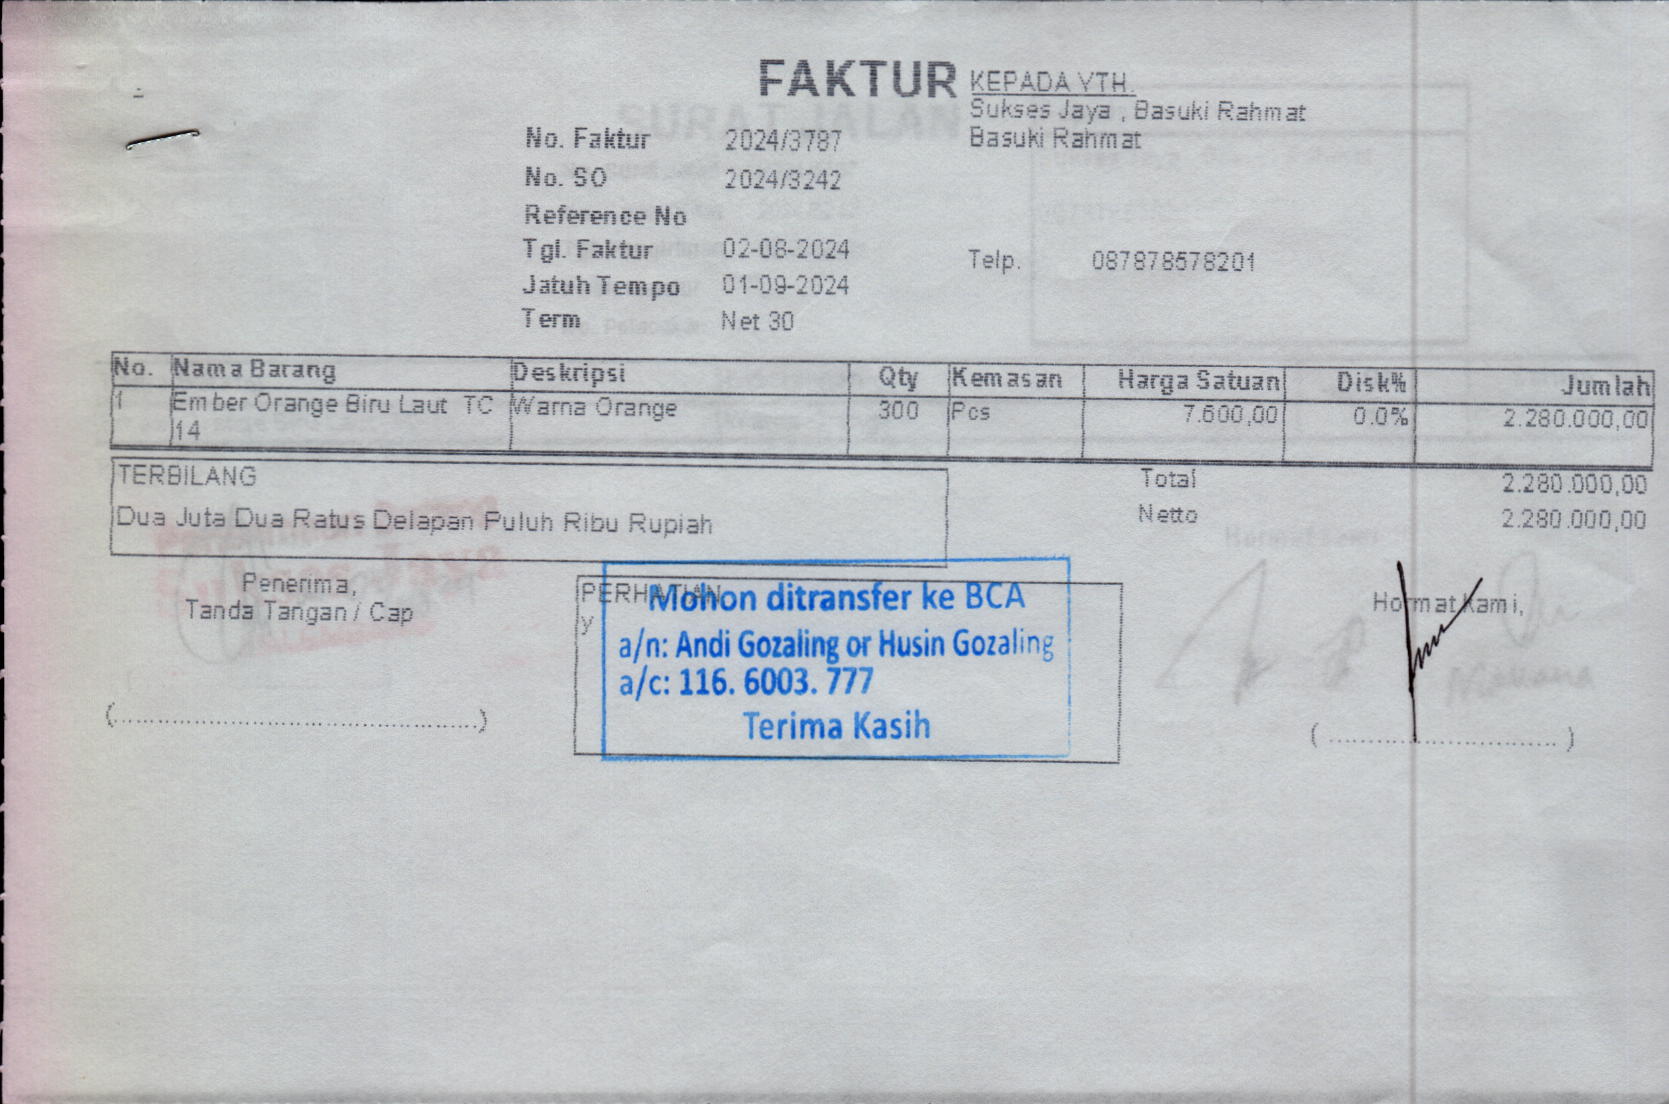 FAKTUR
KEPADA YTH.
Sukses Jaya , Basuki Rahmat
Basuki Rahmat
No. Faktur 2024/3787
No. SO 2024/3242
Reference No
Tgl. Faktur 02-08-2024
Telp. 087878578201
Jatuh Tempo 01-09-2024
Term Net 30
No. Nama Barang Deskripsi Qty Kemasan Harga Satuan Disk% Jumlah
1 Ember Orange Biru Laut TC Warna Orange 300 Pcs 7.600,00 0.0% 2.280.000,00
14
TERBILANG
Total 2.280.000,00
Dua Juta Dua Ratus Delapan Puluh Ribu Rupiah
Netto 2.280.000,00
Penerima,
Tanda Tangan / Cap
PERHATIAN
y
Mohon ditransfer ke BCA
a/n: Andi Gozaling or Husin Gozaling
a/c: 116. 6003. 777
Terima Kasih
Hormat Kami,
(..................................................)
( ................................ )
SURAT JALAN